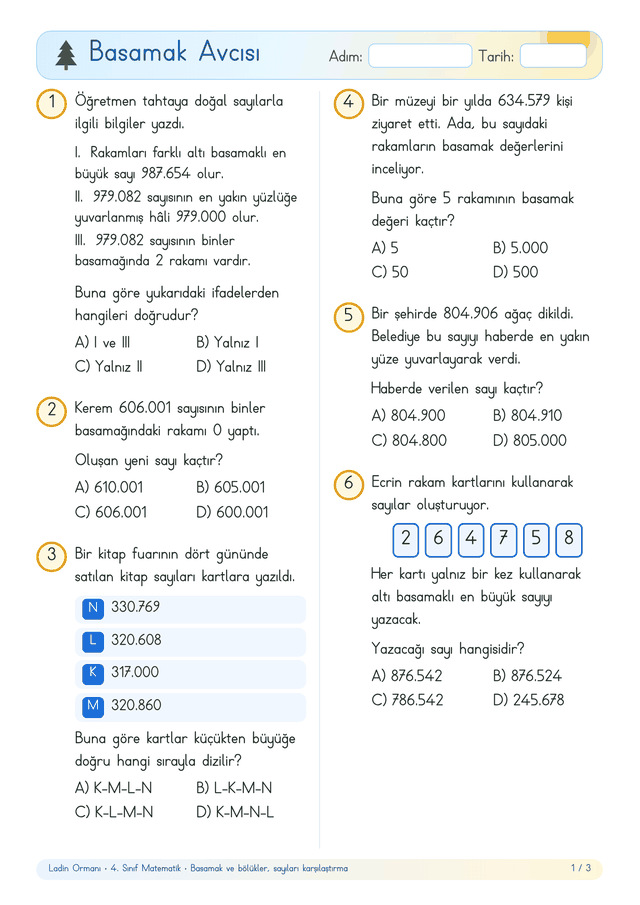 Basamak Avcısı
Adım:
Tarih:
1
Öğretmen tahtaya doğal sayılarla
ilgili bilgiler yazdı.
I. Rakamları farklı altı basamaklı en
büyük sayı 987.654 olur.
II. 979.082 sayısının en yakın yüzlüğe
yuvarlanmış hâli 979.000 olur.
III. 979.082 sayısının binler
basamağında 2 rakamı vardır.
Buna göre yukarıdaki ifadelerden
hangileri doğrudur?
A) I ve III B) Yalnız I
C) Yalnız II D) Yalnız III
2
Kerem 606.001 sayısının binler
basamağındaki rakamı 0 yaptı.
Oluşan yeni sayı kaçtır?
A) 610.001 B) 605.001
C) 606.001 D) 600.001
3
Bir kitap fuarının dört gününde
satılan kitap sayıları kartlara yazıldı.
N 330.769
L 320.608
K 317.000
M 320.860
Buna göre kartlar küçükten büyüğe
doğru hangi sırayla dizilir?
A) K-M-L-N B) L-K-M-N
C) K-L-M-N D) K-M-N-L
4
Bir müzeyi bir yılda 634.579 kişi
ziyaret etti. Ada, bu sayıdaki
rakamların basamak değerlerini
inceliyor.
Buna göre 5 rakamının basamak
değeri kaçtır?
A) 5 B) 5.000
C) 50 D) 500
5
Bir şehirde 804.906 ağaç dikildi.
Belediye bu sayıyı haberde en yakın
yüze yuvarlayarak verdi.
Haberde verilen sayı kaçtır?
A) 804.900 B) 804.910
C) 804.800 D) 805.000
6
Ecrin rakam kartlarını kullanarak
sayılar oluşturuyor.
2 6 4 7 5 8
Her kartı yalnız bir kez kullanarak
altı basamaklı en büyük sayıyı
yazacak.
Yazacağı sayı hangisidir?
A) 876.542 B) 876.524
C) 786.542 D) 245.678
Ladin Ormanı • 4. Sınıf Matematik • Basamak ve bölükler, sayıları karşılaştırma
1 / 3